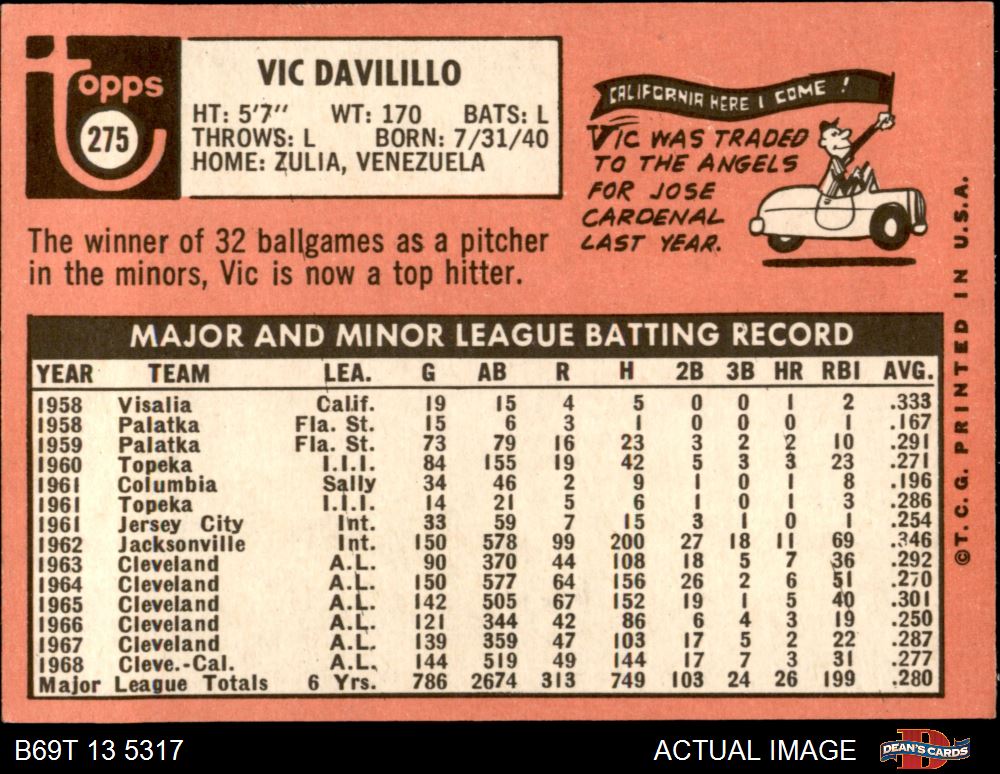 Topps
275
VIC DAVILILLO
HT: 5'7" WT: 170 BATS: L
THROWS: L BORN: 7/31/40
HOME: ZULIA, VENEZUELA
CALIFORNIA HERE I COME !
VIC WAS TRADED
TO THE ANGELS
FOR JOSE
CARDENAL
LAST YEAR.
The winner of 32 ballgames as a pitcher
in the minors, Vic is now a top hitter.
MAJOR AND MINOR LEAGUE BATTING RECORD
YEAR TEAM LEA. G AB R H 2B 3B HR RBI AVG.
1958 Visalia Calif. 19 15 4 5 0 0 1 2 .333
1958 Palatka Fla. St. 15 6 3 1 0 0 0 1 .167
1959 Palatka Fla. St. 73 79 16 23 3 2 2 10 .291
1960 Topeka I.I.I. 84 155 19 42 5 3 3 23 .271
1961 Columbia Sally 34 46 2 9 1 0 1 8 .196
1961 Topeka I.I.I. 14 21 5 6 1 0 1 3 .286
1961 Jersey City Int. 33 59 7 15 3 1 0 1 .254
1962 Jacksonville Int. 150 578 99 200 27 18 11 69 .346
1963 Cleveland A.L. 90 370 44 108 18 5 7 36 .292
1964 Cleveland A.L. 150 577 64 156 26 2 6 51 .270
1965 Cleveland A.L. 142 505 67 152 19 1 5 40 .301
1966 Cleveland A.L. 121 344 42 86 6 4 3 19 .250
1967 Cleveland A.L. 139 359 47 103 17 5 2 22 .287
1968 Cleve.-Cal. A.L. 144 519 49 144 17 7 3 31 .277
Major League Totals 6 Yrs. 786 2674 313 749 103 24 26 199 .280
©T.C.G. PRINTED IN U.S.A.
B69T 13 5317 ACTUAL IMAGE
DEAN'S CARDS